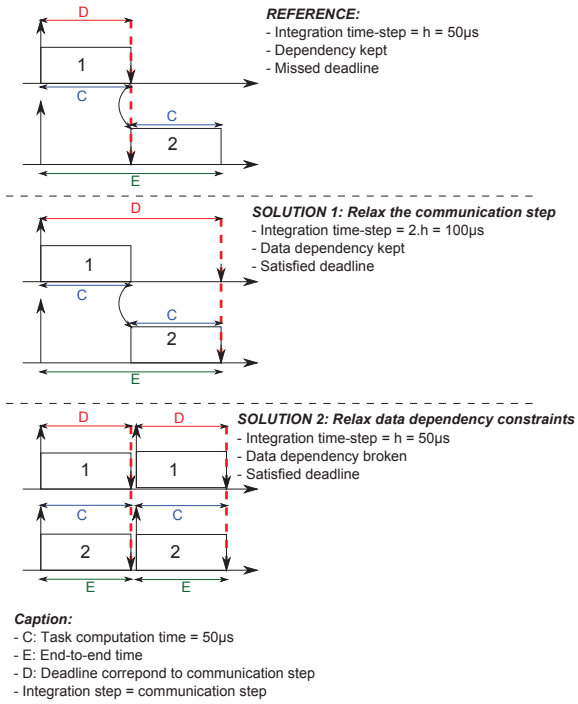 D
REFERENCE:
- Integration time-step = h = 50µs
- Dependency kept
- Missed deadline
1
C
C
2
E
D
SOLUTION 1: Relax the communication step
- Integration time-step = 2.h = 100µs
- Data dependency kept
- Satisfied deadline
1
C
C
2
E
D D
SOLUTION 2: Relax data dependency constraints
- Integration time-step = h = 50µs
- Data dependency broken
- Satisfied deadline
1 1
C C
2 2
E E
Caption:
- C: Task computation time = 50µs
- E: End-to-end time
- D: Deadline correpond to communication step
- Integration step = communication step